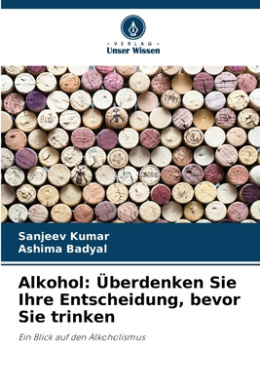 VERLAG
Unser Wissen
Sanjeev Kumar
Ashima Badyal
Alkohol: Überdenken Sie
Ihre Entscheidung, bevor
Sie trinken
Ein Blick auf den Alkoholismus